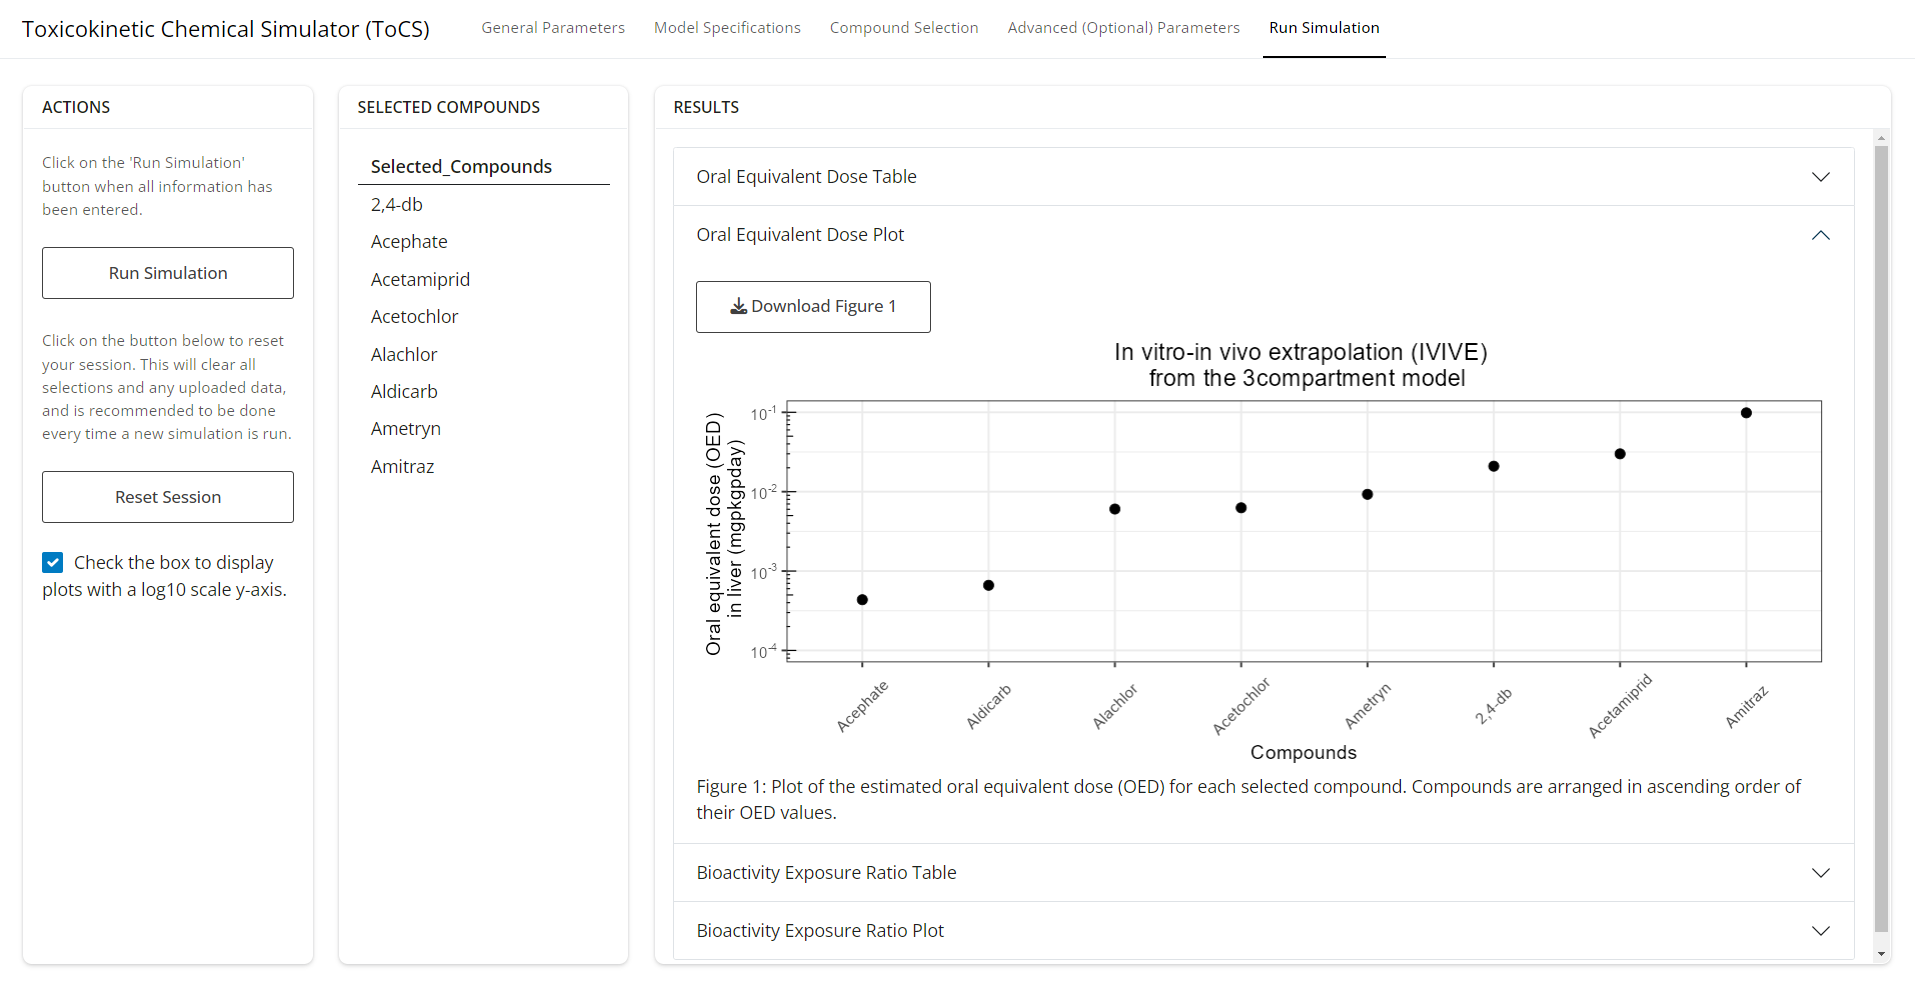 Toxicokinetic Chemical Simulator (ToCS)
General Parameters
Model Specifications
Compound Selection
Advanced (Optional) Parameters
Run Simulation
ACTIONS
Click on the 'Run Simulation'
button when all information has
been entered.
Run Simulation
Click on the button below to reset
your session. This will clear all
selections and any uploaded data,
and is recommended to be done
every time a new simulation is run.
Reset Session
Check the box to display
plots with a log10 scale y-axis.
SELECTED COMPOUNDS
Selected_Compounds
2,4-db
Acephate
Acetamiprid
Acetochlor
Alachlor
Aldicarb
Ametryn
Amitraz
RESULTS
Oral Equivalent Dose Table
Oral Equivalent Dose Plot
Download Figure 1
In vitro-in vivo extrapolation (IVIVE)
from the 3compartment model
Oral equivalent dose (OED)
in liver (mgpkgpday)
10⁻¹
10⁻²
10⁻³
10⁻⁴
Acephate
Aldicarb
Alachlor
Acetochlor
Ametryn
2,4-db
Acetamiprid
Amitraz
Compounds
Figure 1: Plot of the estimated oral equivalent dose (OED) for each selected compound. Compounds are arranged in ascending order of
their OED values.
Bioactivity Exposure Ratio Table
Bioactivity Exposure Ratio Plot